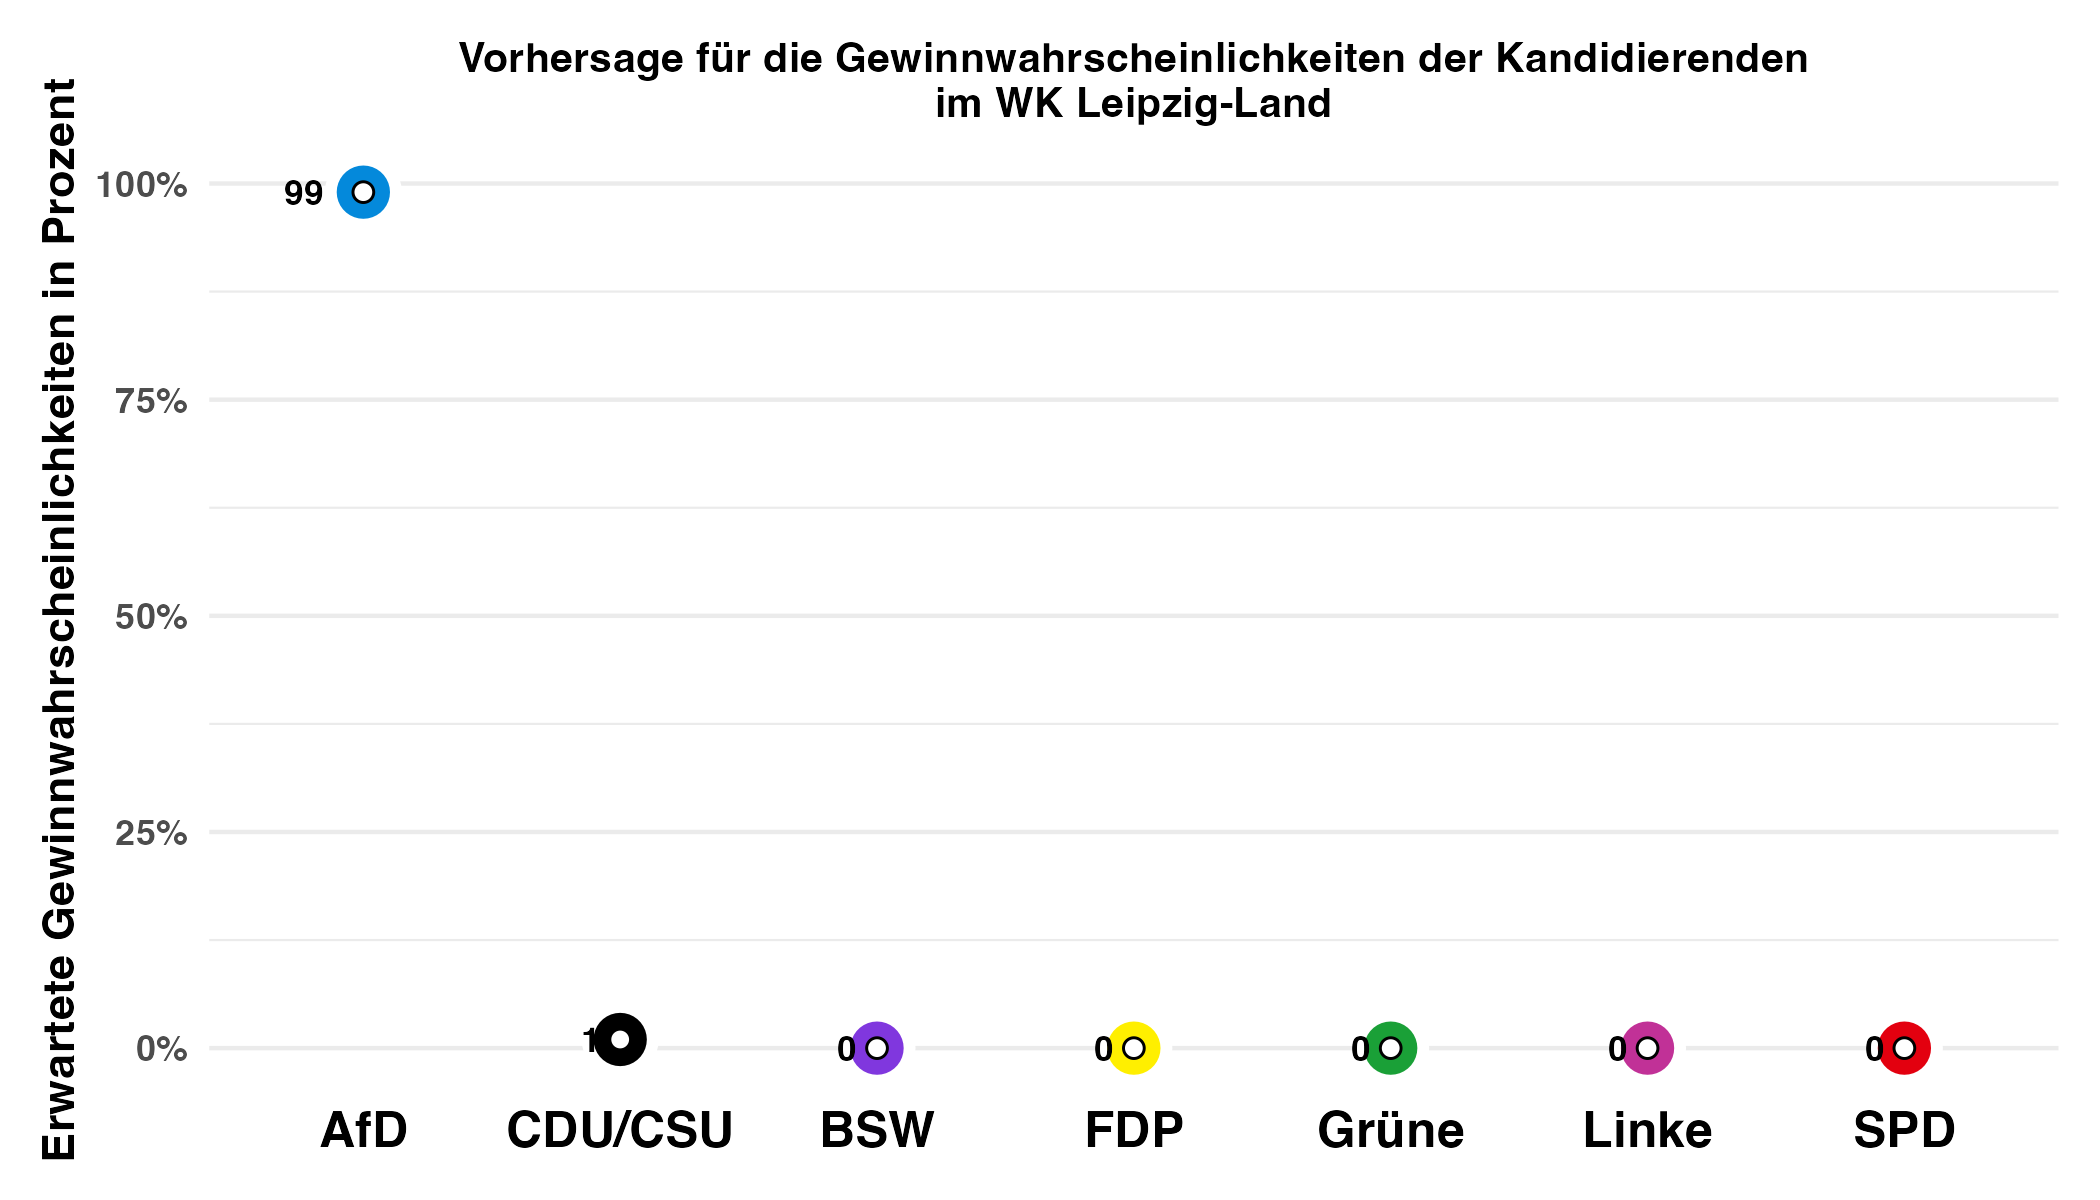 Vorhersage für die Gewinnwahrscheinlichkeiten der Kandidierenden
im WK Leipzig-Land
Erwartete Gewinnwahrscheinlichkeiten in Prozent
100%
75%
50%
25%
0%
99
1
0
0
0
0
0
AfD
CDU/CSU
BSW
FDP
Grüne
Linke
SPD